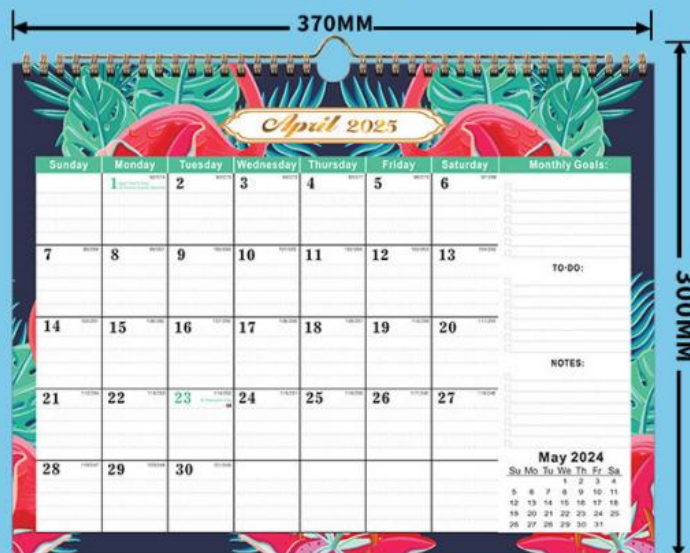 370MM
April 2025
Sunday Monday Tuesday Wednesday Thursday Friday Saturday Monthly Goals:
1 2 3 4 5 6
7 8 9 10 11 12 13
TO-DO:
14 15 16 17 18 19 20
NOTES:
21 22 23 24 25 26 27
28 29 30
May 2024
Su Mo Tu We Th Fr Sa
1 2 3 4
5 6 7 8 9 10 11
12 13 14 15 16 17 18
19 20 21 22 23 24 25
26 27 28 29 30 31
300MM